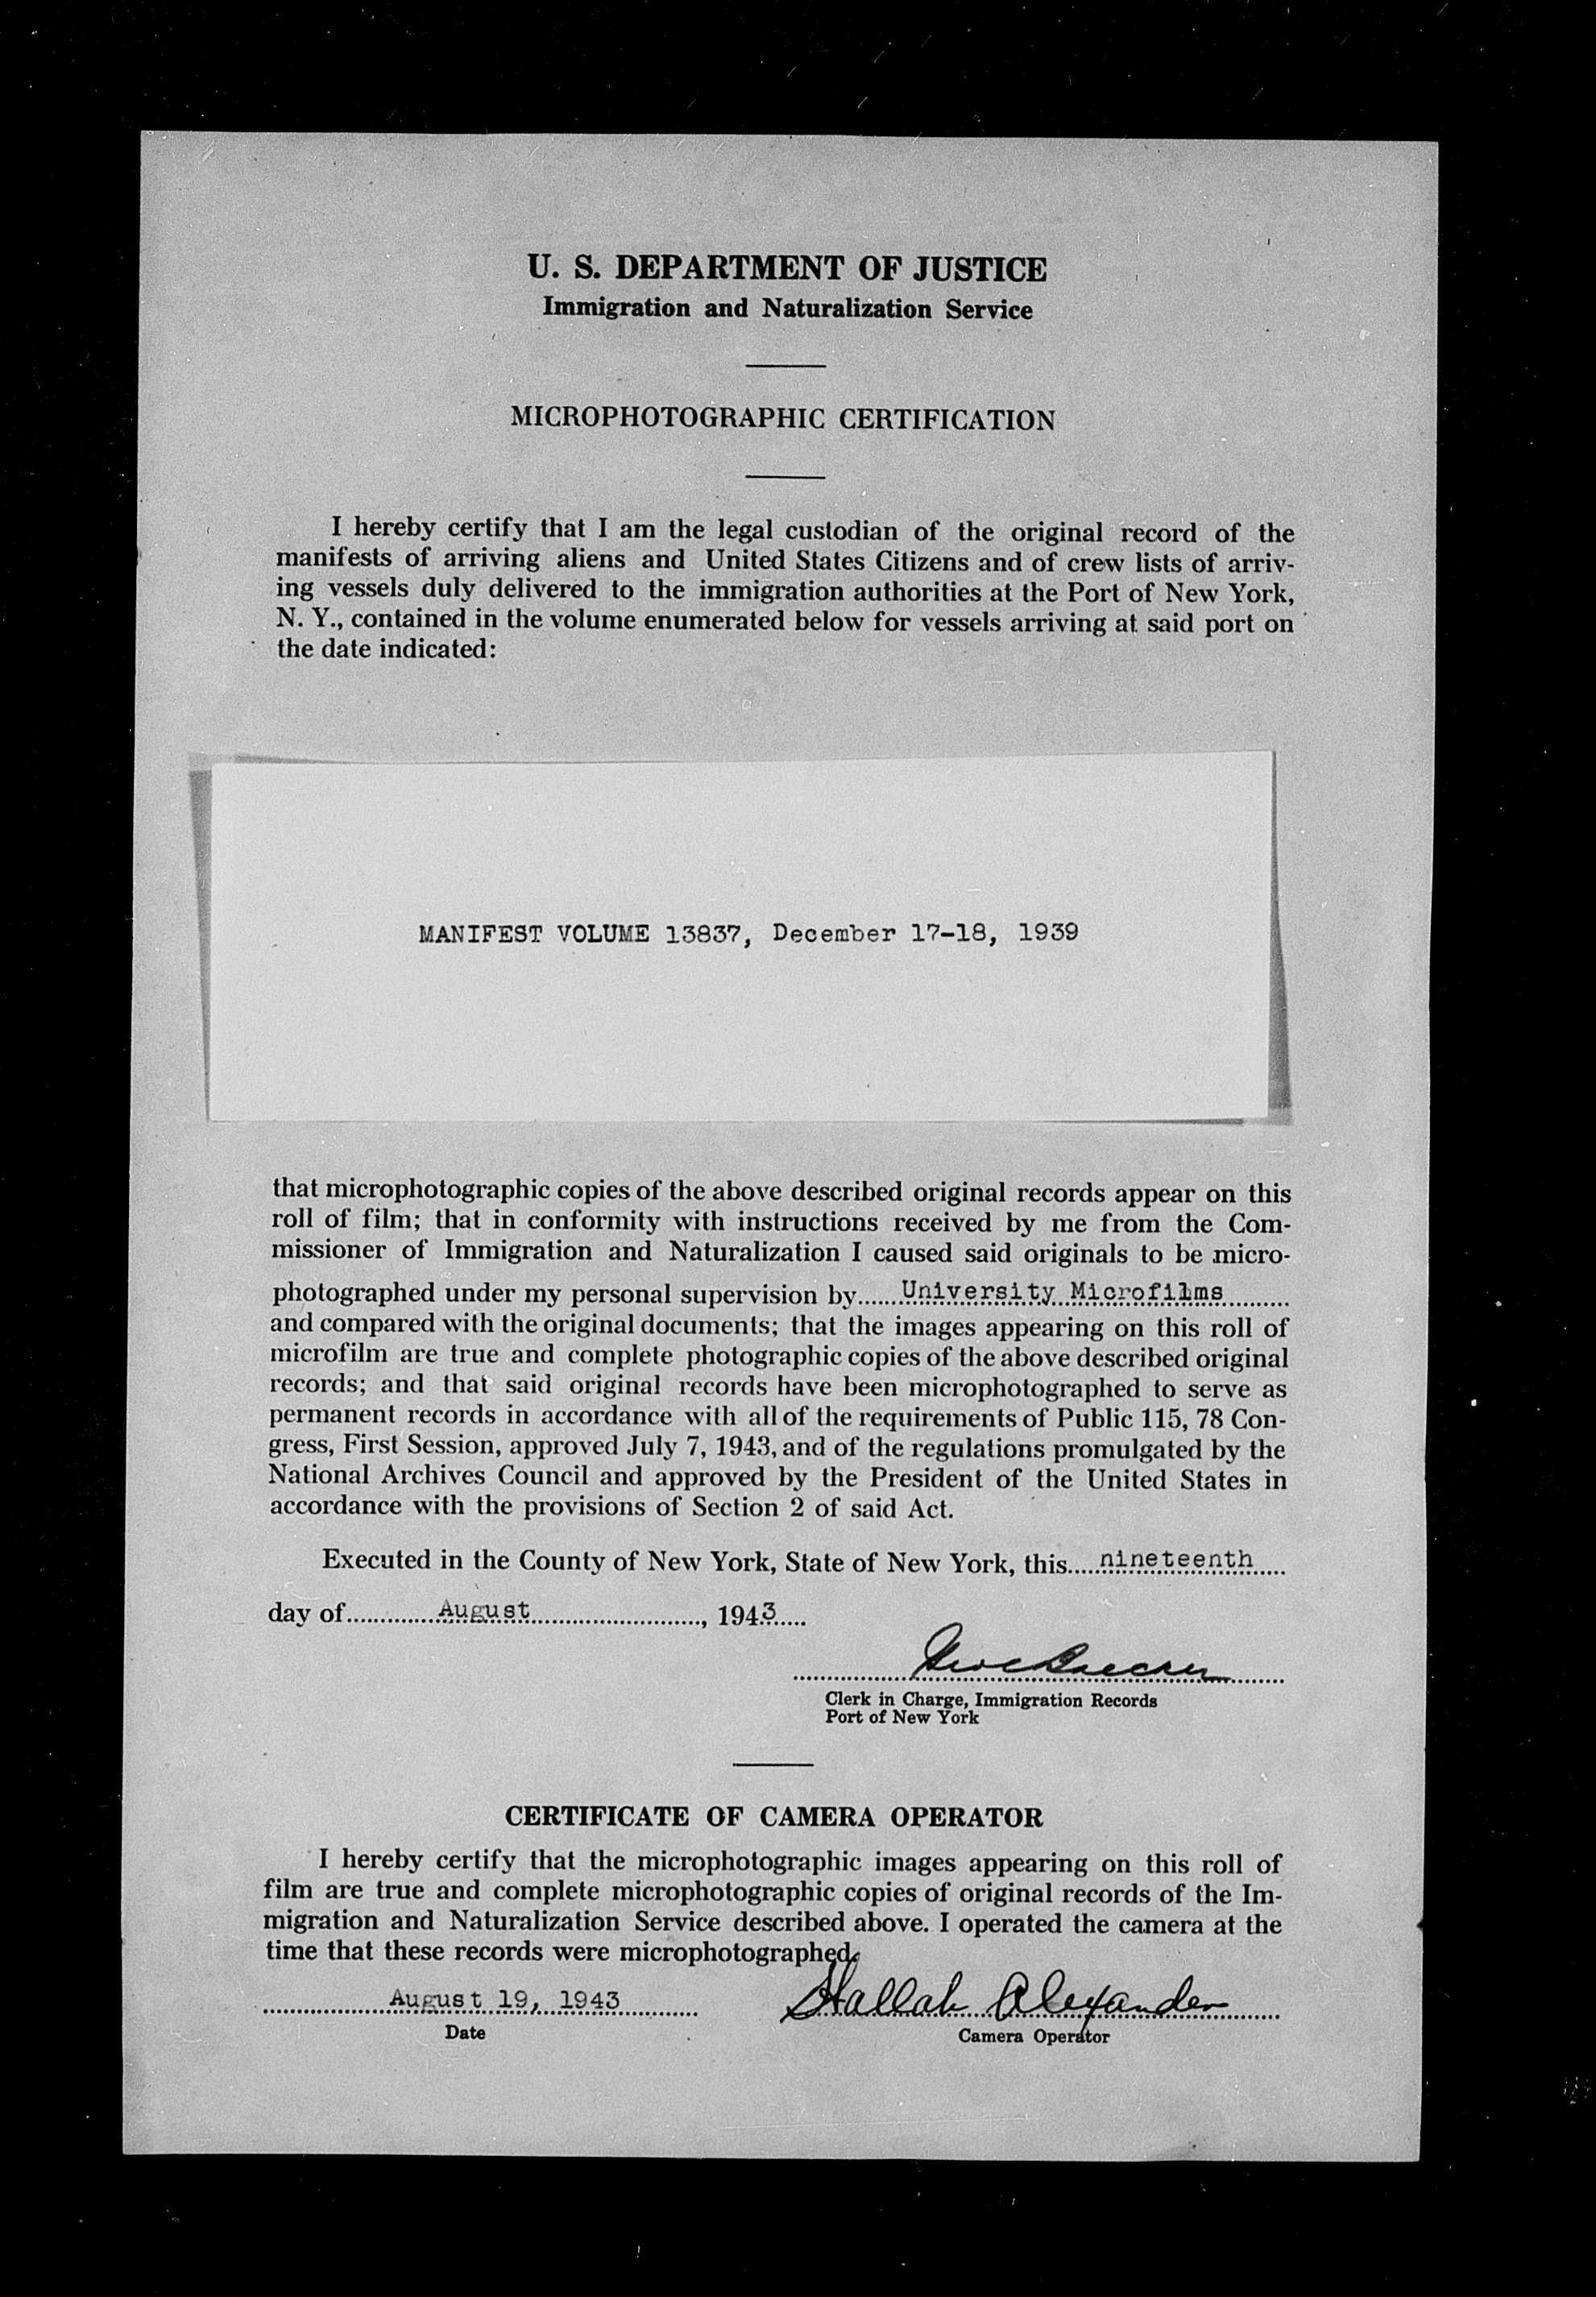 U. S. DEPARTMENT OF JUSTICE
Immigration and Naturalization Service
MICROPHOTOGRAPHIC CERTIFICATION
I hereby certify that I am the legal custodian of the original record of the
manifests of arriving aliens and United States Citizens and of crew lists of arriv-
ing vessels duly delivered to the immigration authorities at the Port of New York,
N. Y., contained in the volume enumerated below for vessels arriving at said port on
the date indicated:
MANIFEST VOLUME 13837, December 17-18, 1939
that microphotographic copies of the above described original records appear on this
roll of film; that in conformity with instructions received by me from the Com-
missioner of Immigration and Naturalization I caused said originals to be micro-
photographed under my personal supervision by......University Microfilms.........
and compared with the original documents; that the images appearing on this roll of
microfilm are true and complete photographic copies of the above described original
records; and that said original records have been microphotographed to serve as
permanent records in accordance with all of the requirements of Public 115, 78 Con-
gress, First Session, approved July 7, 1943, and of the regulations promulgated by the
National Archives Council and approved by the President of the United States in
accordance with the provisions of Section 2 of said Act.
Executed in the County of New York, State of New York, this.....nineteenth.....
day of..............August............................, 1943.....
Clerk in Charge, Immigration Records
Port of New York
CERTIFICATE OF CAMERA OPERATOR
I hereby certify that the microphotographic images appearing on this roll of
film are true and complete microphotographic copies of original records of the Im-
migration and Naturalization Service described above. I operated the camera at the
time that these records were microphotographed.
August 19, 1943 Hallah Alexander
Date Camera Operator